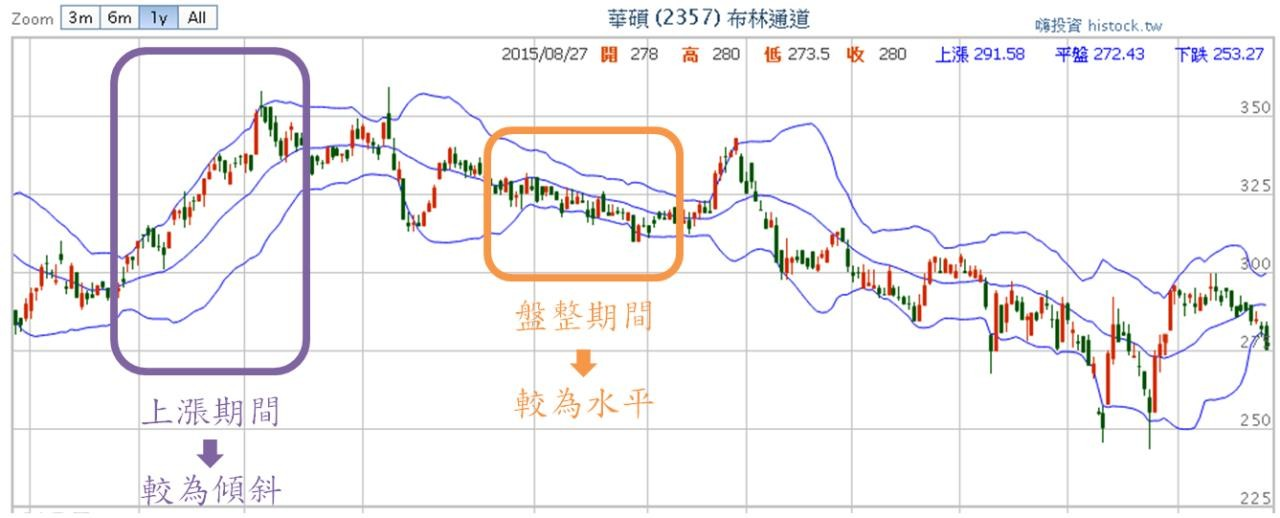 Zoom 3m 6m 1y All
華碩 (2357) 布林通道
嗨投資 histock.tw
2015/08/27 開 278 高 280 低 273.5 收 280 上漲 291.58 平盤 272.43 下跌 253.27
350
325
300
275
250
225
盤整期間
較為水平
上漲期間
較為傾斜